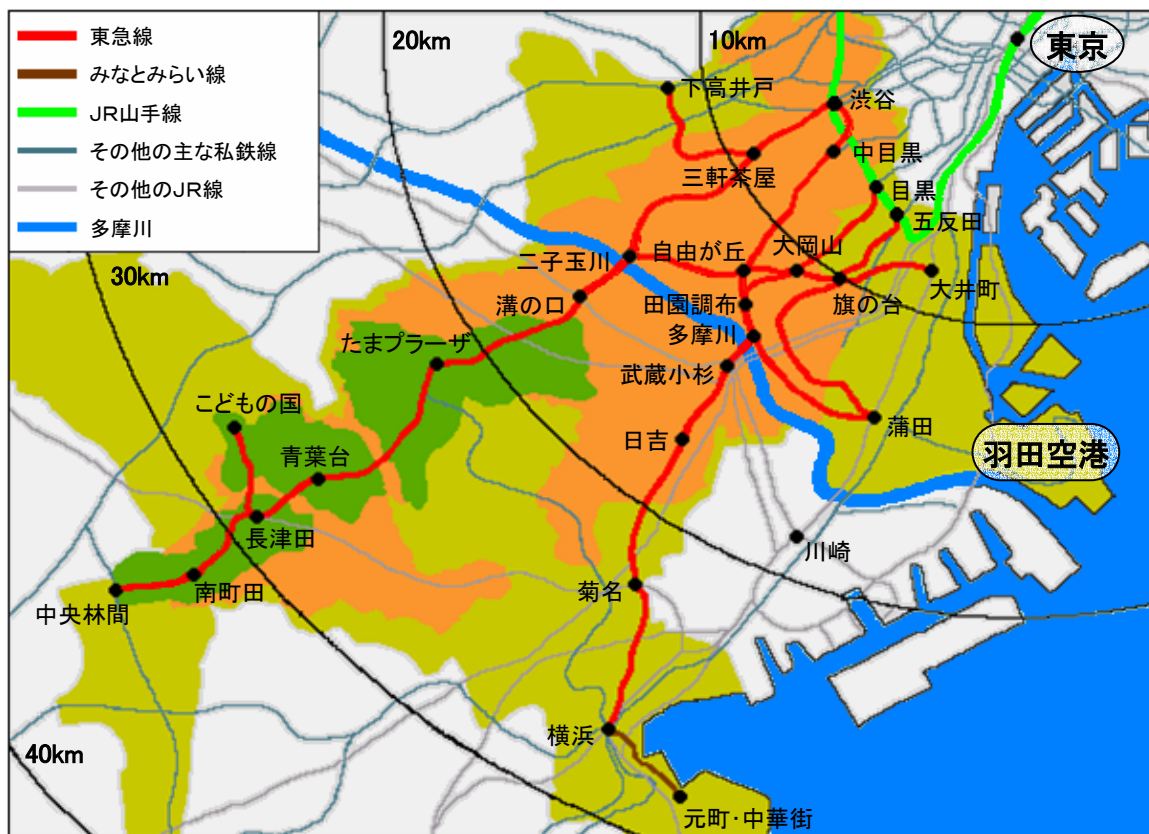 東急線
みなとみらい線
JR山手線
その他の主な私鉄線
その他のJR線
多摩川
20km
10km
東京
下高井戸
渋谷
中目黒
三軒茶屋
目黒
五反田
二子玉川
自由が丘
大岡山
30km
溝の口
大井町
田園調布
旗の台
多摩川
たまプラーザ
武蔵小杉
こどもの国
蒲田
日吉
青葉台
羽田空港
長津田
川崎
南町田
菊名
中央林間
横浜
40km
元町・中華街